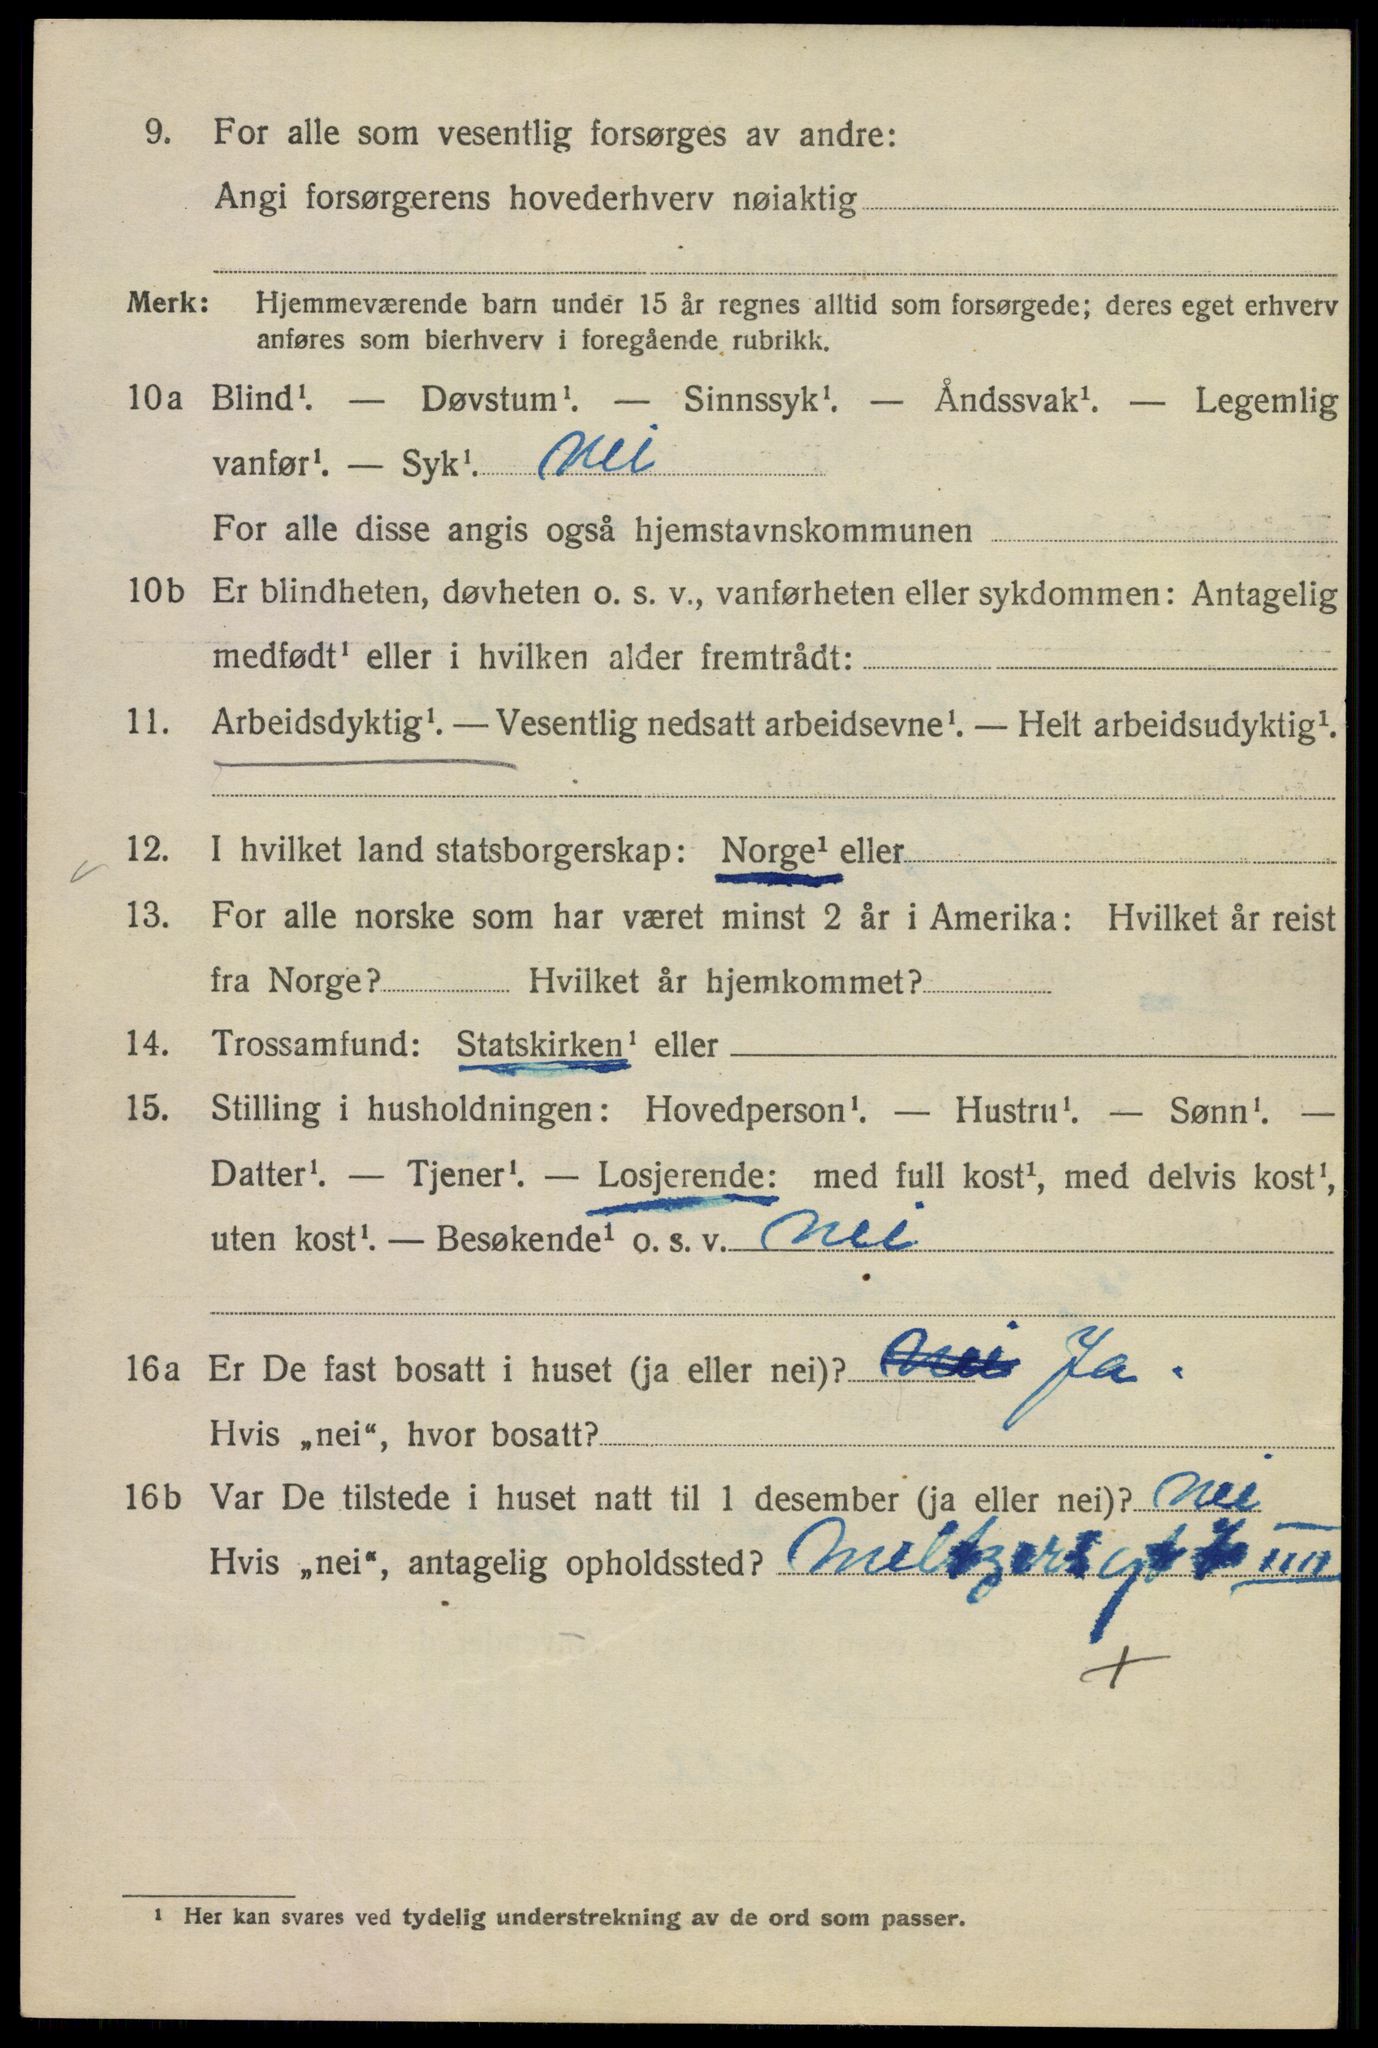 9. For alle som vesentlig forsørges av andre:
Angi forsørgerens hovederhverv nøiaktig
Merk: Hjemmeværende barn under 15 år regnes alltid som forsørgede; deres eget erhverv
anføres som bierhverv i foregående rubrikk.
10a Blind¹. — Døvstum¹. — Sinnssyk¹. — Åndssvak¹. — Legemlig
vanfør¹. — Syk¹. Nei
For alle disse angis også hjemstavnskommunen
10b Er blindheten, døvheten o. s. v., vanførheten eller sykdommen: Antagelig
medfødt¹ eller i hvilken alder fremtrådt:
11. Arbeidsdyktig¹. — Vesentlig nedsatt arbeidsevne¹. — Helt arbeidsudyktig¹.
12. I hvilket land statsborgerskap: Norge¹ eller
13. For alle norske som har været minst 2 år i Amerika: Hvilket år reist
fra Norge? Hvilket år hjemkommet?
14. Trossamfund: Statskirken¹ eller
15. Stilling i husholdningen: Hovedperson¹. — Hustru¹. — Sønn¹. —
Datter¹. — Tjener¹. — Losjerende: med full kost¹, med delvis kost¹,
uten kost¹. — Besøkende¹ o. s. v. Nei
16a Er De fast bosatt i huset (ja eller nei)? Nei Ja.
Hvis „nei“, hvor bosatt?
16b Var De tilstede i huset natt til 1 desember (ja eller nei)? Nei
Hvis „nei“, antagelig opholdssted? Meltzersgt
¹ Her kan svares ved tydelig understrekning av de ord som passer.